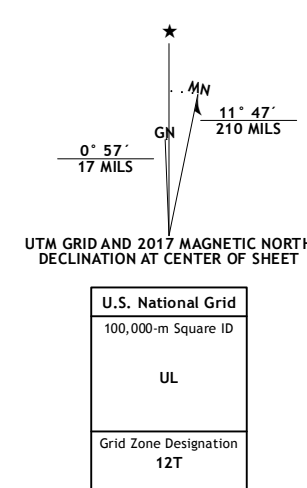 ★
MN
GN
11° 47´
210 MILS
0° 57´
17 MILS
UTM GRID AND 2017 MAGNETIC NORTH
DECLINATION AT CENTER OF SHEET
U.S. National Grid
100,000-m Square ID
UL
Grid Zone Designation
12T